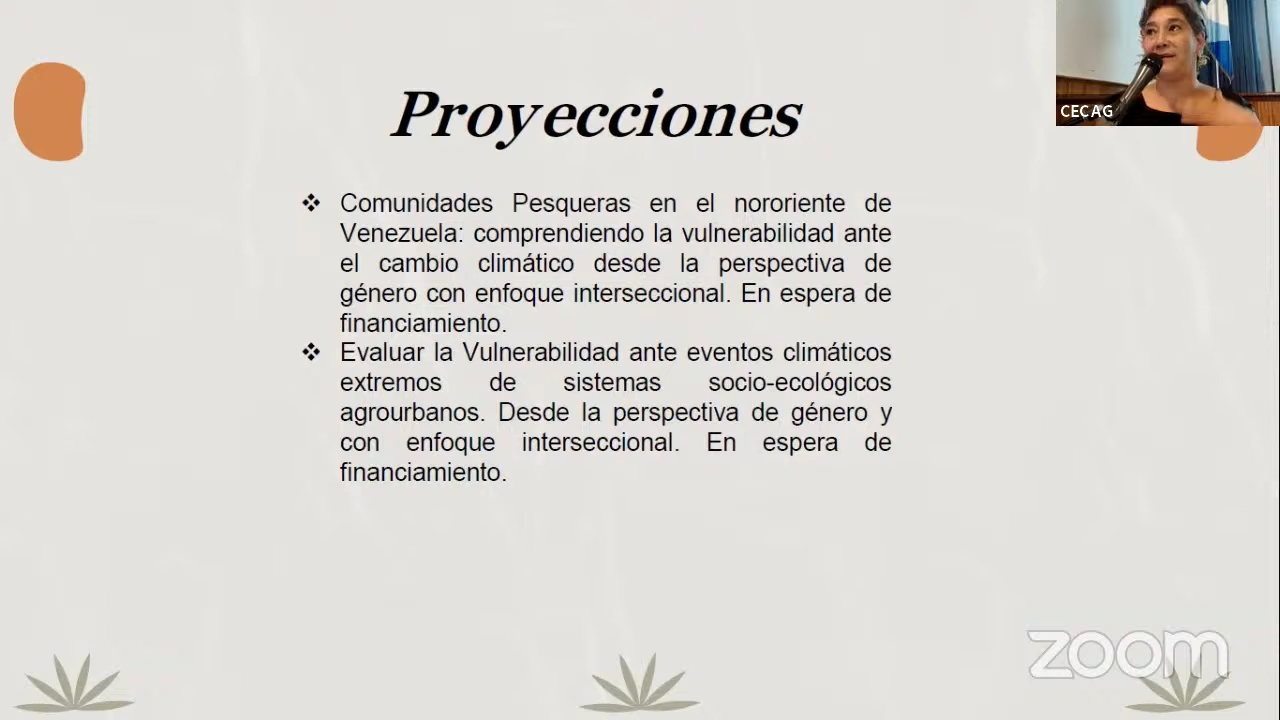 CECAG
Proyecciones
❖ Comunidades Pesqueras en el nororiente de
Venezuela: comprendiendo la vulnerabilidad ante
el cambio climático desde la perspectiva de
género con enfoque interseccional. En espera de
financiamiento.
❖ Evaluar la Vulnerabilidad ante eventos climáticos
extremos de sistemas socio-ecológicos
agrourbanos. Desde la perspectiva de género y
con enfoque interseccional. En espera de
financiamiento.
zoom